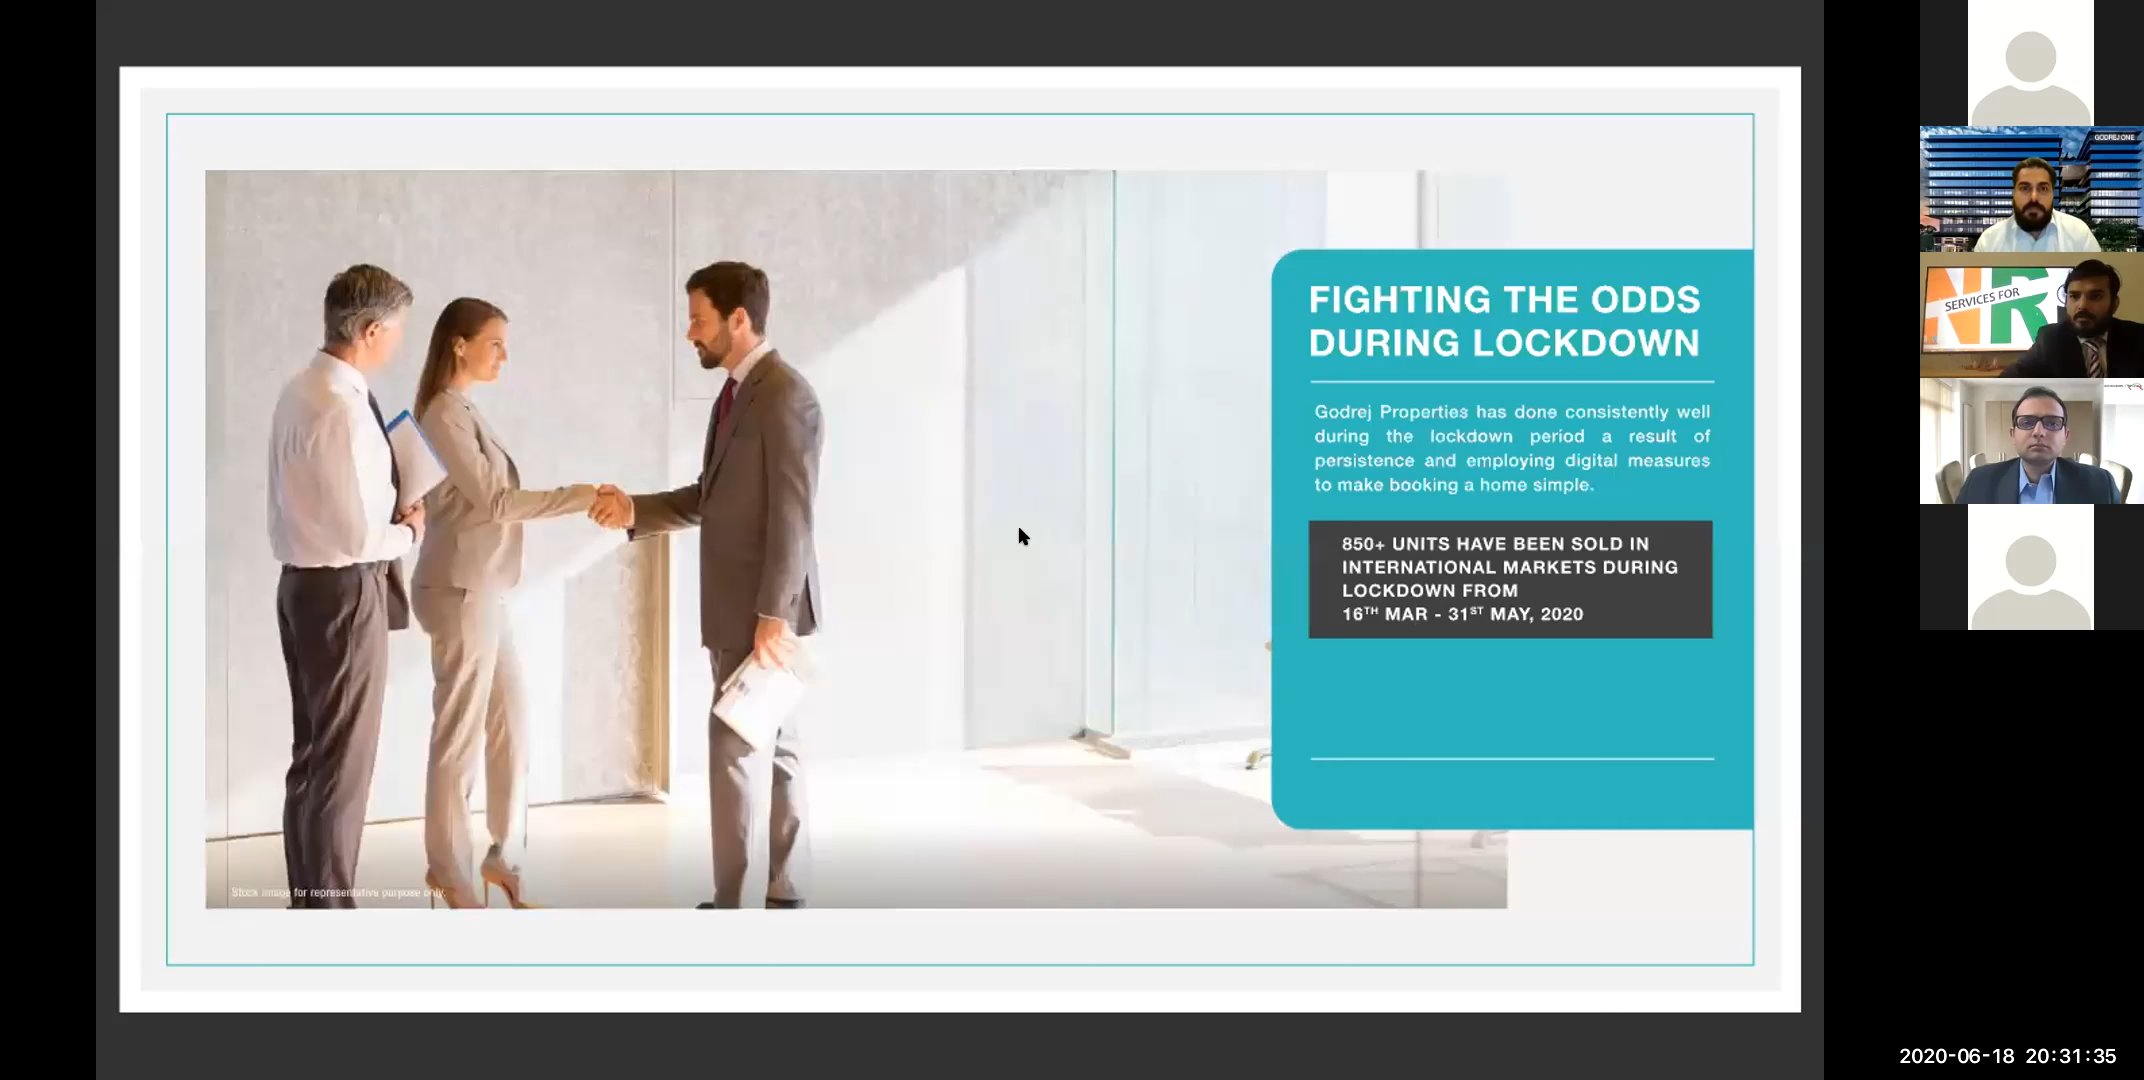 FIGHTING THE ODDS
DURING LOCKDOWN
Godrej Properties has done consistently well
during the lockdown period a result of
persistence and employing digital measures
to make booking a home simple.
850+ UNITS HAVE BEEN SOLD IN
INTERNATIONAL MARKETS DURING
LOCKDOWN FROM
16TH MAR - 31ST MAY, 2020
Stock image for representative purpose only.
GODREJ ONE
SERVICES FOR
NR
2020-06-18 20:31:35